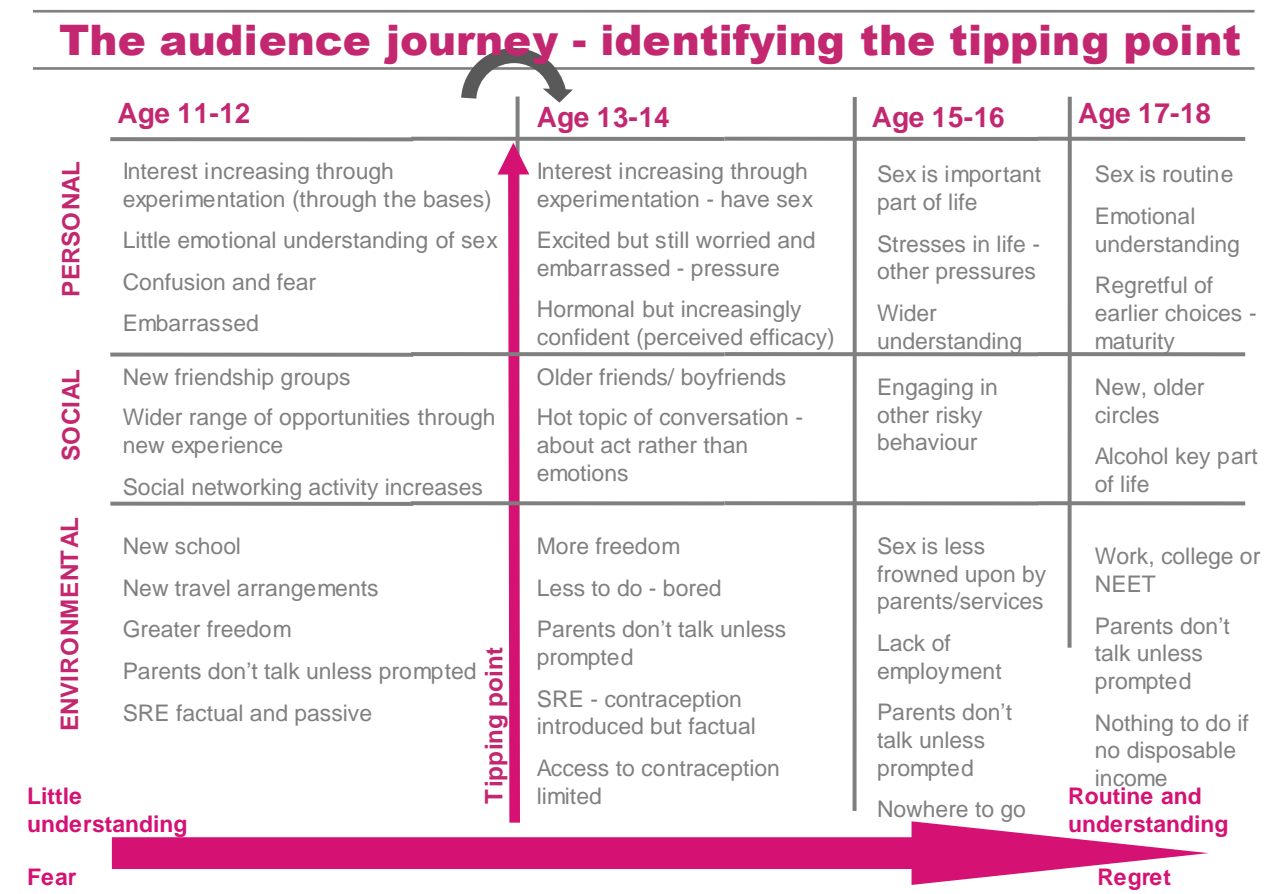 The audience journey - identifying the tipping point
Age 11-12
Age 13-14
Age 15-16
Age 17-18
PERSONAL
Interest increasing through
experimentation (through the bases)
Little emotional understanding of sex
Confusion and fear
Embarrassed
Interest increasing through
experimentation - have sex
Excited but still worried and
embarrassed - pressure
Hormonal but increasingly
confident (perceived efficacy)
Sex is important
part of life
Stresses in life -
other pressures
Wider
understanding
Sex is routine
Emotional
understanding
Regretful of
earlier choices -
maturity
SOCIAL
New friendship groups
Wider range of opportunities through
new experience
Social networking activity increases
Older friends/ boyfriends
Hot topic of conversation -
about act rather than
emotions
Engaging in
other risky
behaviour
New, older
circles
Alcohol key part
of life
ENVIRONMENTAL
New school
New travel arrangements
Greater freedom
Parents don't talk unless prompted
SRE factual and passive
Tipping point
More freedom
Less to do - bored
Parents don't talk unless
prompted
SRE - contraception
introduced but factual
Access to contraception
limited
Sex is less
frowned upon by
parents/services
Lack of
employment
Parents don't
talk unless
prompted
Nowhere to go
Work, college or
NEET
Parents don't
talk unless
prompted
Nothing to do if
no disposable
income
Little
understanding
Fear
Routine and
understanding
Regret